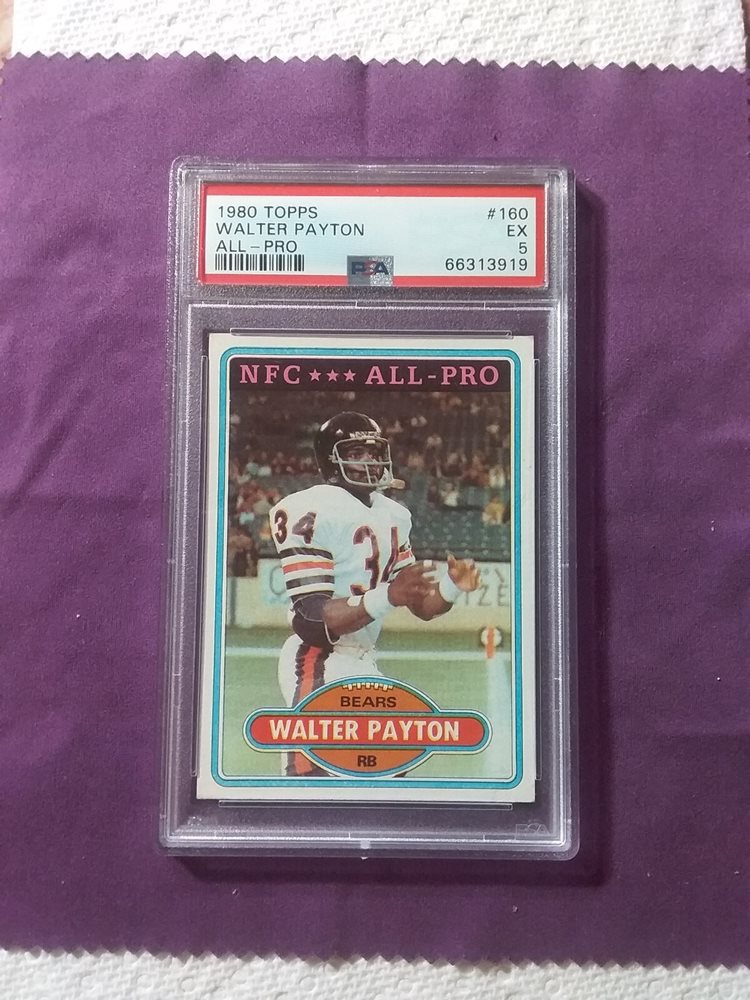 1980 TOPPS #160
WALTER PAYTON EX
ALL-PRO 5
PSA 66313919
NFC ★★★ ALL-PRO
34
34
BEARS
WALTER PAYTON
RB
PSA